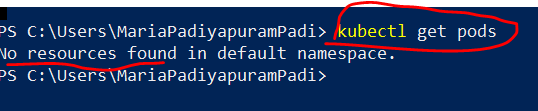 PS C:\Users\MariaPadiyapuramPadi> kubectl get pods
No resources found in default namespace.
PS C:\Users\MariaPadiyapuramPadi>